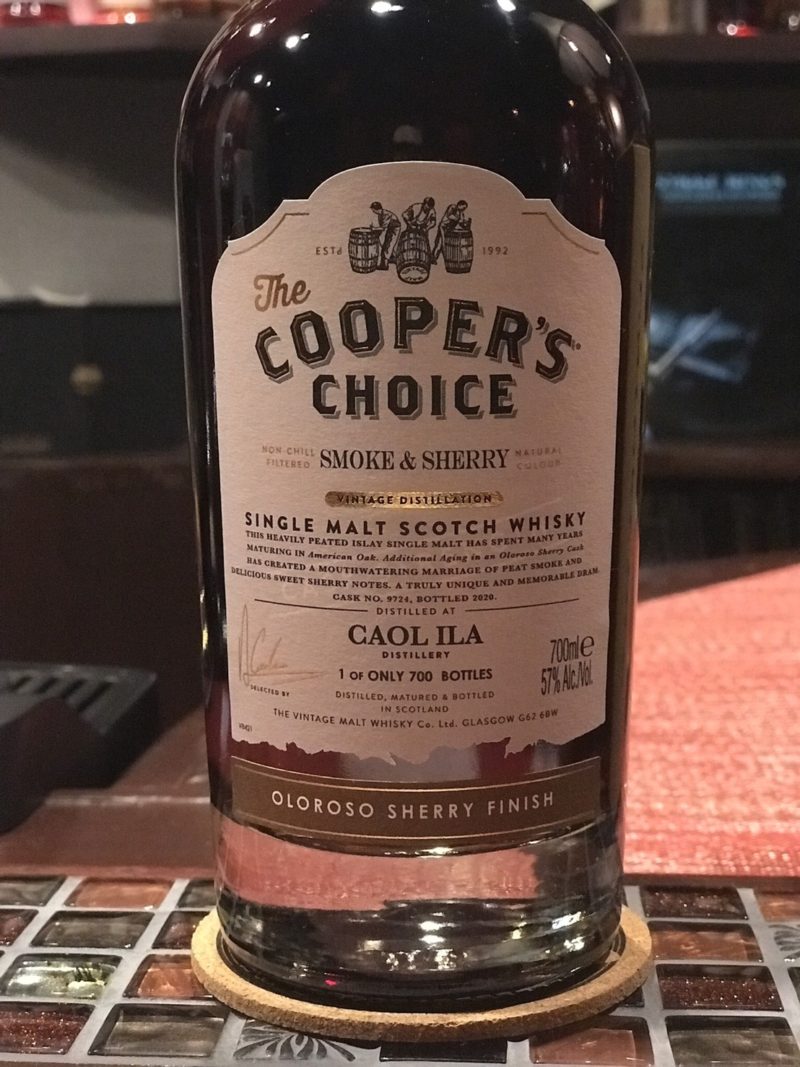 ESTd 1992
The
COOPER'S
CHOICE
NON-CHILL FILTERED SMOKE & SHERRY NATURAL COLOUR
VINTAGE DISTILLATION
SINGLE MALT SCOTCH WHISKY
THIS HEAVILY PEATED ISLAY SINGLE MALT HAS SPENT MANY YEARS
MATURING IN American Oak. Additional Aging in an Oloroso Sherry Cask
HAS CREATED A MOUTHWATERING MARRIAGE OF PEAT SMOKE AND
DELICIOUS SWEET SHERRY NOTES. A TRULY UNIQUE AND MEMORABLE DRAM.
CASK NO. 9724, BOTTLED 2020.
DISTILLED AT
CAOL ILA
DISTILLERY
1 OF ONLY 700 BOTTLES
700ml e
57% Alc./Vol.
SELECTED BY
DISTILLED, MATURED & BOTTLED
IN SCOTLAND
THE VINTAGE MALT WHISKY Co. Ltd. GLASGOW G62 6BW
OLOROSO SHERRY FINISH